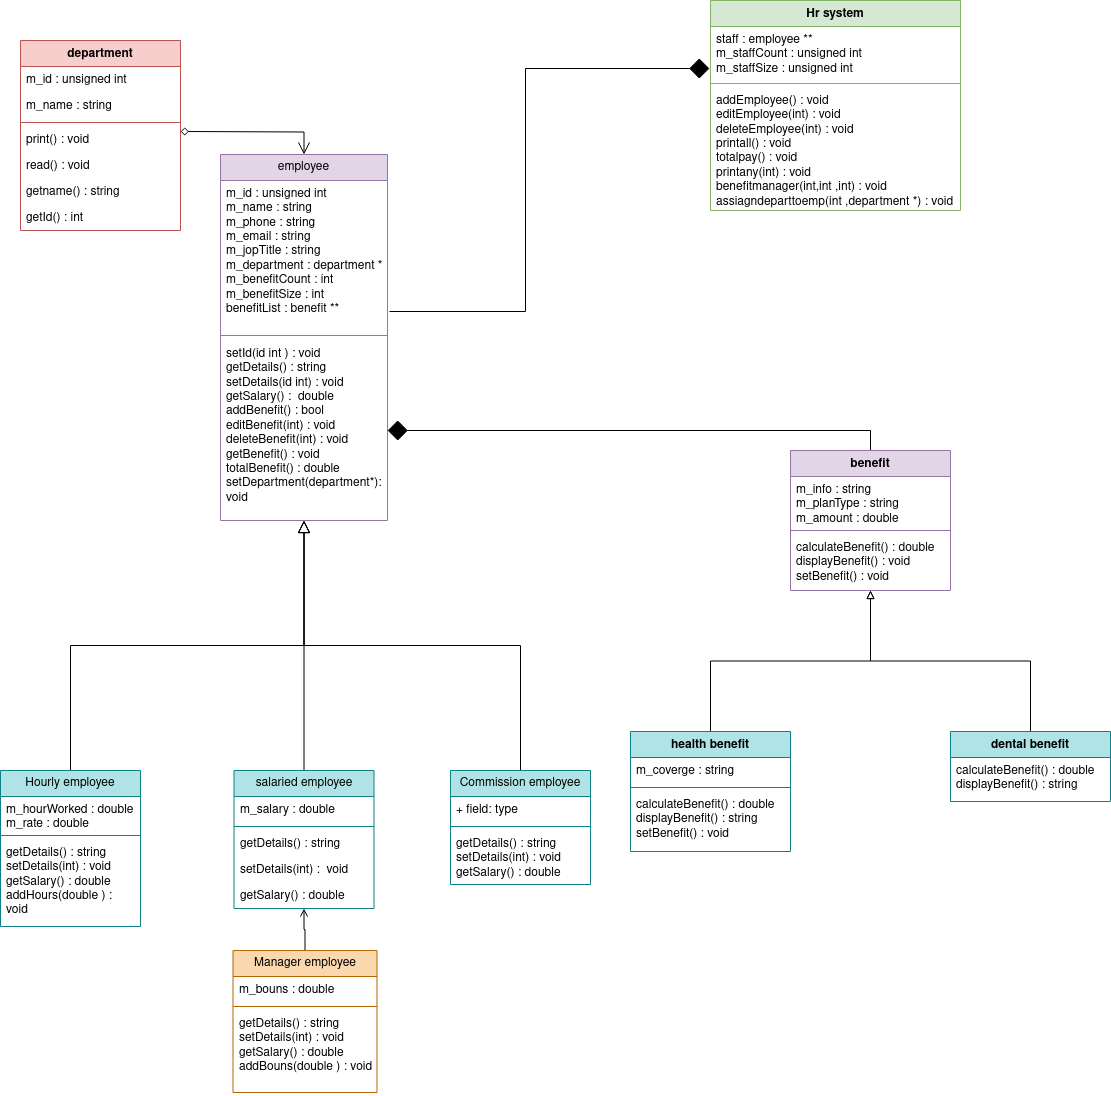 Hr system
staff : employee **
m_staffCount : unsigned int
m_staffSize : unsigned int
addEmployee() : void
editEmployee(int) : void
deleteEmployee(int) : void
printall() : void
totalpay() : void
printany(int) : void
benefitmanager(int,int ,int) : void
assiagndeparttoemp(int ,department *) : void
department
m_id : unsigned int
m_name : string
print() : void
read() : void
getname() : string
getId() : int
employee
m_id : unsigned int
m_name : string
m_phone : string
m_email : string
m_jopTitle : string
m_department : department *
m_benefitCount : int
m_benefitSize : int
benefitList : benefit **
setId(id int ) : void
getDetails() : string
setDetails(id int) : void
getSalary() :  double
addBenefit() : bool
editBenefit(int) : void
deleteBenefit(int) : void
getBenefit() : void
totalBenefit() : double
setDepartment(department*):
void
benefit
m_info : string
m_planType : string
m_amount : double
calculateBenefit() : double
displayBenefit() : void
setBenefit() : void
health benefit
m_coverge : string
calculateBenefit() : double
displayBenefit() : string
setBenefit() : void
dental benefit
calculateBenefit() : double
displayBenefit() : string
Hourly employee
m_hourWorked : double
m_rate : double
getDetails() : string
setDetails(int) : void
getSalary() : double
addHours(double ) :
void
salaried employee
m_salary : double
getDetails() : string
setDetails(int) :  void
getSalary() : double
Commission employee
+ field: type
getDetails() : string
setDetails(int) : void
getSalary() : double
Manager employee
m_bouns : double
getDetails() : string
setDetails(int) : void
getSalary() : double
addBouns(double ) : void